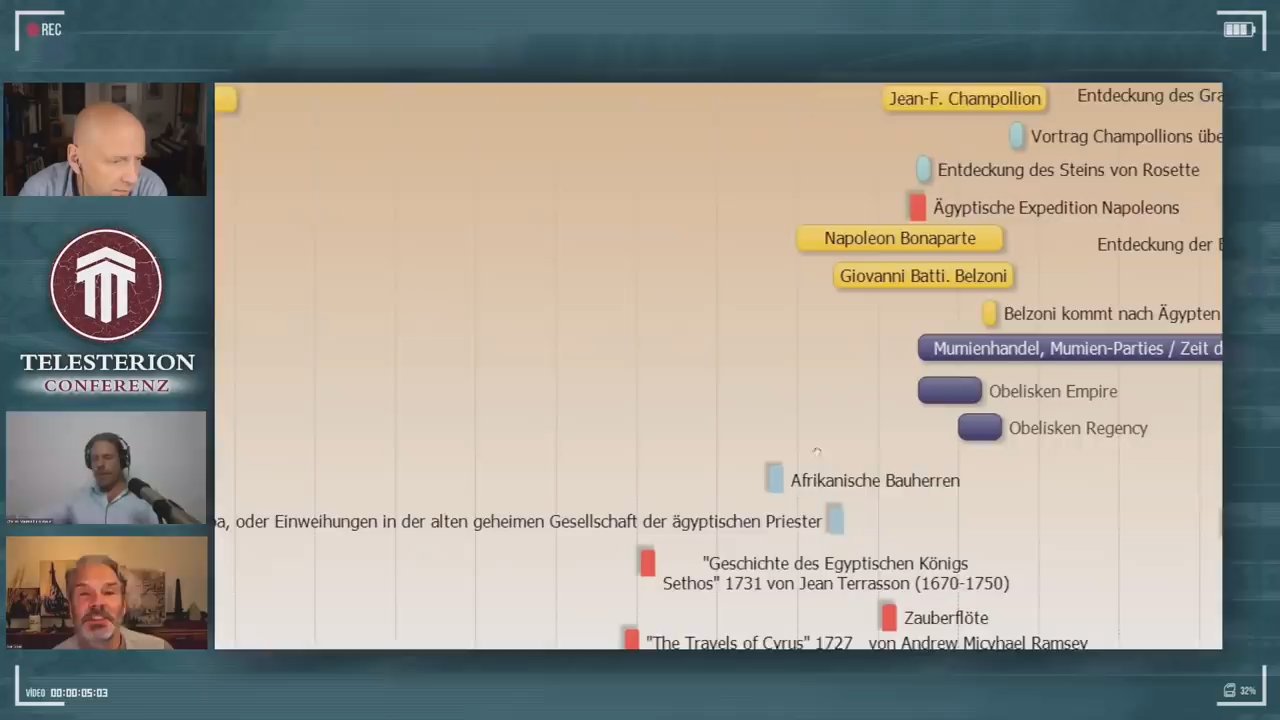 REC
Jean-F. Champollion
Entdeckung des Gra
Vortrag Champollions übe
Entdeckung des Steins von Rosette
Ägyptische Expedition Napoleons
Napoleon Bonaparte
Entdeckung der
Giovanni Batti. Belzoni
Belzoni kommt nach Ägypten
Mumienhandel, Mumien-Parties / Zeit d
TELESTERION
CONFERENZ
Obelisken Empire
Obelisken Regency
Afrikanische Bauherren
oder Einweihungen in der alten geheimen Gesellschaft der ägyptischen Priester
"Geschichte des Egyptischen Königs
Sethos" 1731 von Jean Terrasson (1670-1750)
Zauberflöte
"The Travels of Cyrus" 1727 von Andrew Micyhael Ramsey
VÍDEO 00:00:05:03
32%